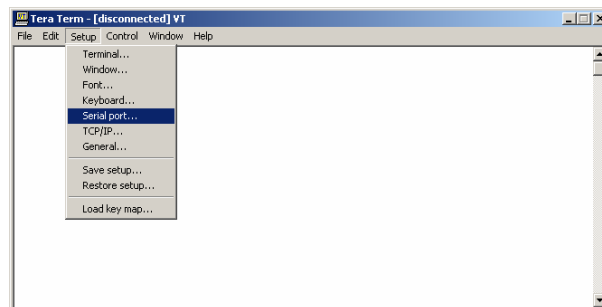 Tera Term - [disconnected] VT
File Edit Setup Control Window Help
Terminal...
Window...
Font...
Keyboard...
Serial port...
TCP/IP...
General...
Save setup...
Restore setup...
Load key map...